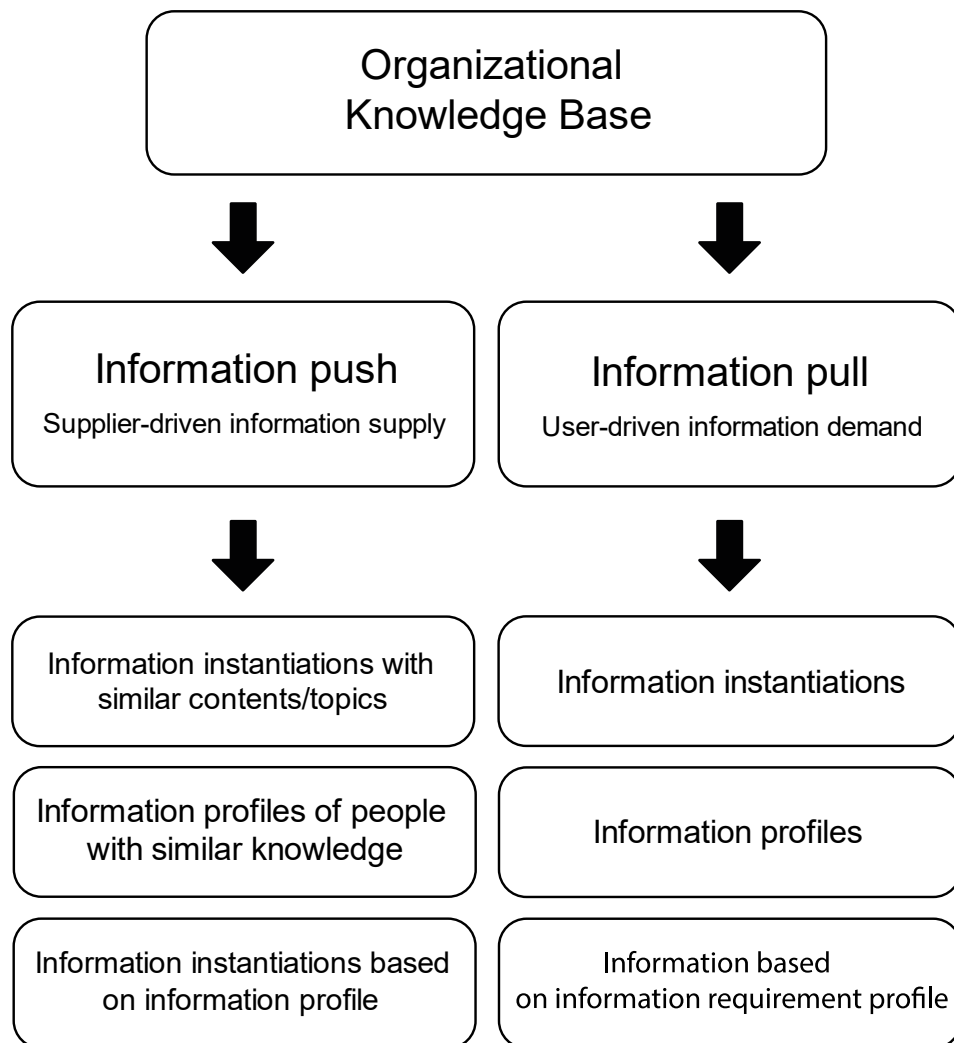 Organizational
Knowledge Base
Information push
Supplier-driven information supply
Information pull
User-driven information demand
Information instantiations with
similar contents/topics
Information instantiations
Information profiles of people
with similar knowledge
Information profiles
Information instantiations based
on information profile
Information based
on information requirement profile